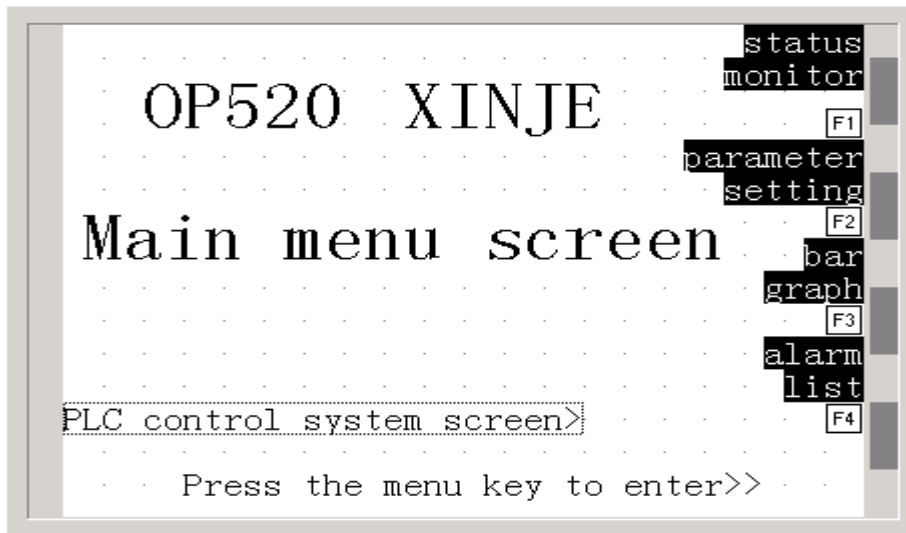 status
monitor
OP520 XINJE
F1
parameter
setting
F2
Main menu screen
bar
graph
F3
alarm
list
PLC control system screen>
F4
Press the menu key to enter>>